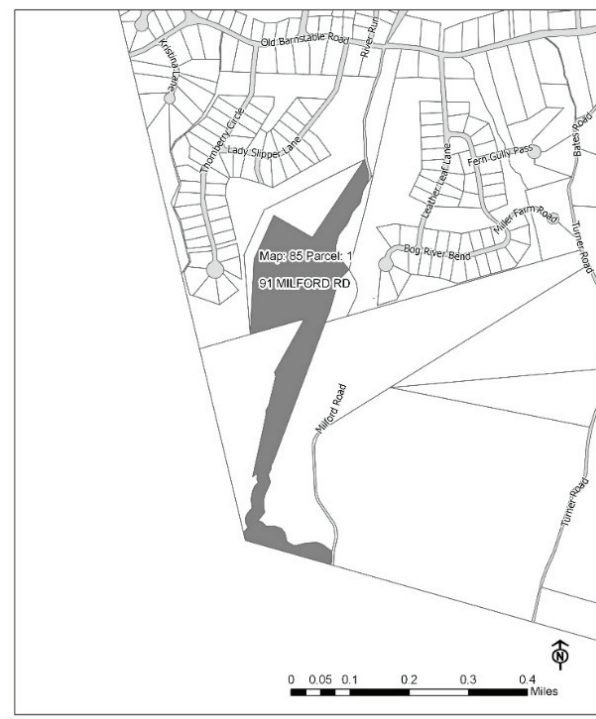 Old Barnstable Road
River Run
Kristina Lane
Thornberry Circle
Lady Slipper Lane
Leather Leaf Lane
Fern Gully Pass
Bates Road
Miller Farm Road
Turner Road
Bog River Bend
Map: 85 Parcel: 1
91 MILFORD RD
Milford Road
Turner Road
N
0 0.05 0.1 0.2 0.3 0.4
Miles